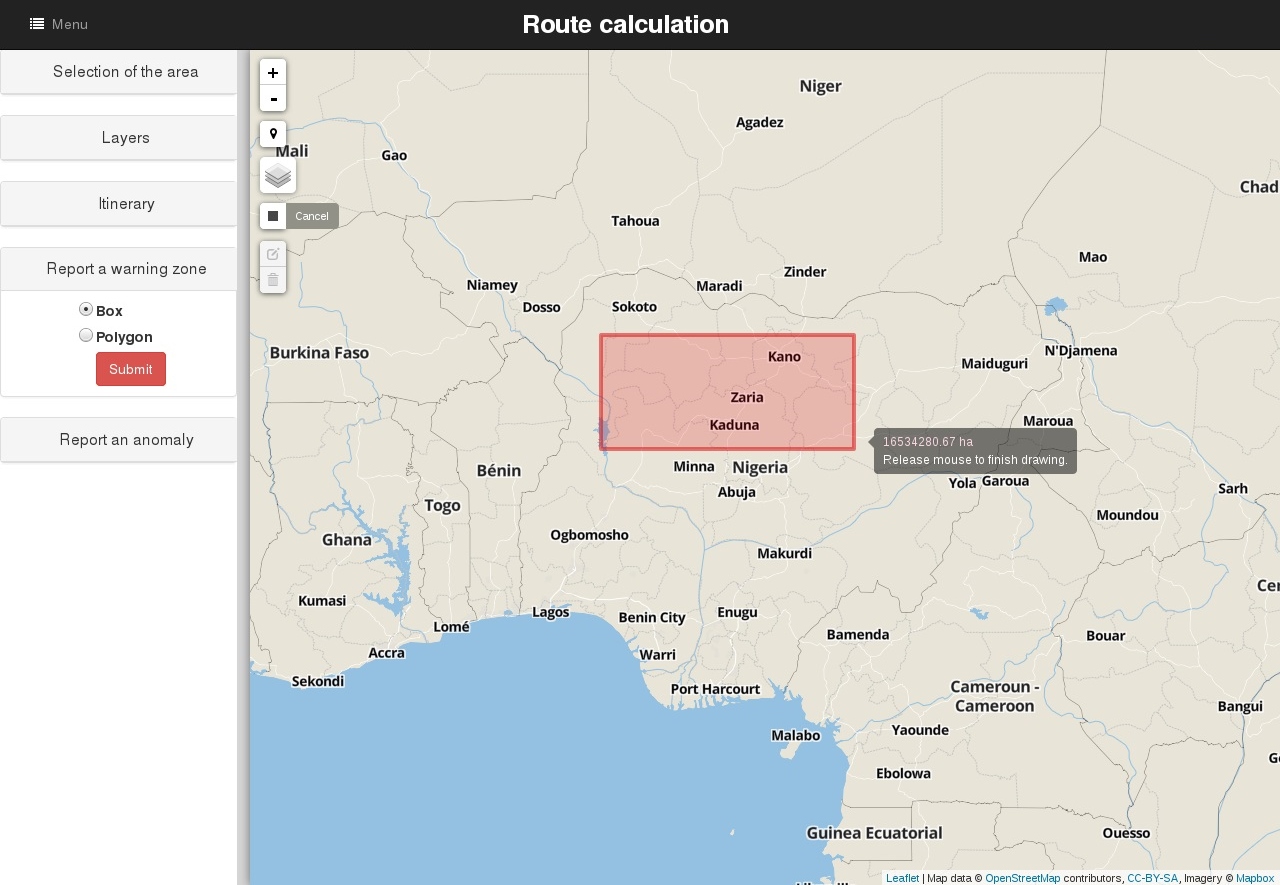 Menu
Route calculation
Selection of the area
Layers
Itinerary
Report a warning zone
Box
Polygon
Submit
Report an anomaly
+
-
Cancel
Niger
Agadez
Mali
Gao
Chad
Tahoua
Mao
Zinder
Niamey
Maradi
Dosso
Sokoto
Burkina Faso
Kano
N'Djamena
Maiduguri
Zaria
Kaduna
Maroua
16534280.67 ha
Release mouse to finish drawing.
Minna
Nigeria
Bénin
Abuja
Yola
Garoua
Sarh
Togo
Moundou
Ghana
Ogbomosho
Makurdi
Kumasi
Lagos
Benin City
Enugu
Lomé
Bamenda
Bouar
Accra
Warri
Sekondi
Port Harcourt
Cameroun -
Cameroon
Bangui
Malabo
Yaounde
Ebolowa
Guinea Ecuatorial
Ouesso
Leaflet | Map data © OpenStreetMap contributors, CC-BY-SA, Imagery © Mapbox